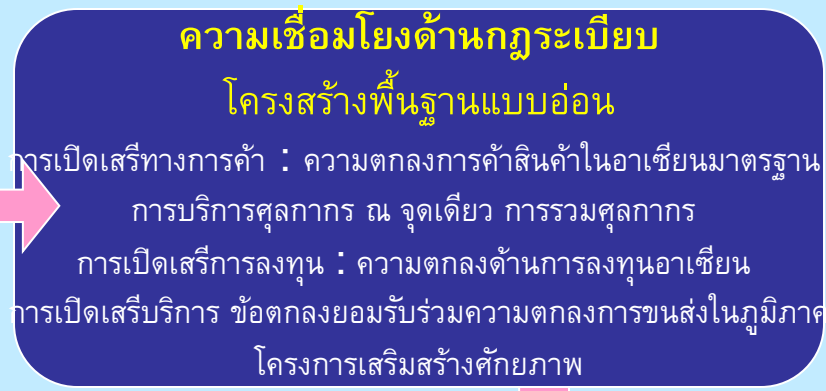 ความเชื่อมโยงด้านกฎระเบียบ
โครงสร้างพื้นฐานแบบอ่อน
การเปิดเสรีทางการค้า : ความตกลงการค้าสินค้าในอาเซียนมาตรฐาน
การบริการศุลกากร ณ จุดเดียว การรวมศุลกากร
การเปิดเสรีการลงทุน : ความตกลงด้านการลงทุนอาเซียน
การเปิดเสรีบริการ ข้อตกลงยอมรับร่วมความตกลงการขนส่งในภูมิภาค
โครงการเสริมสร้างศักยภาพ